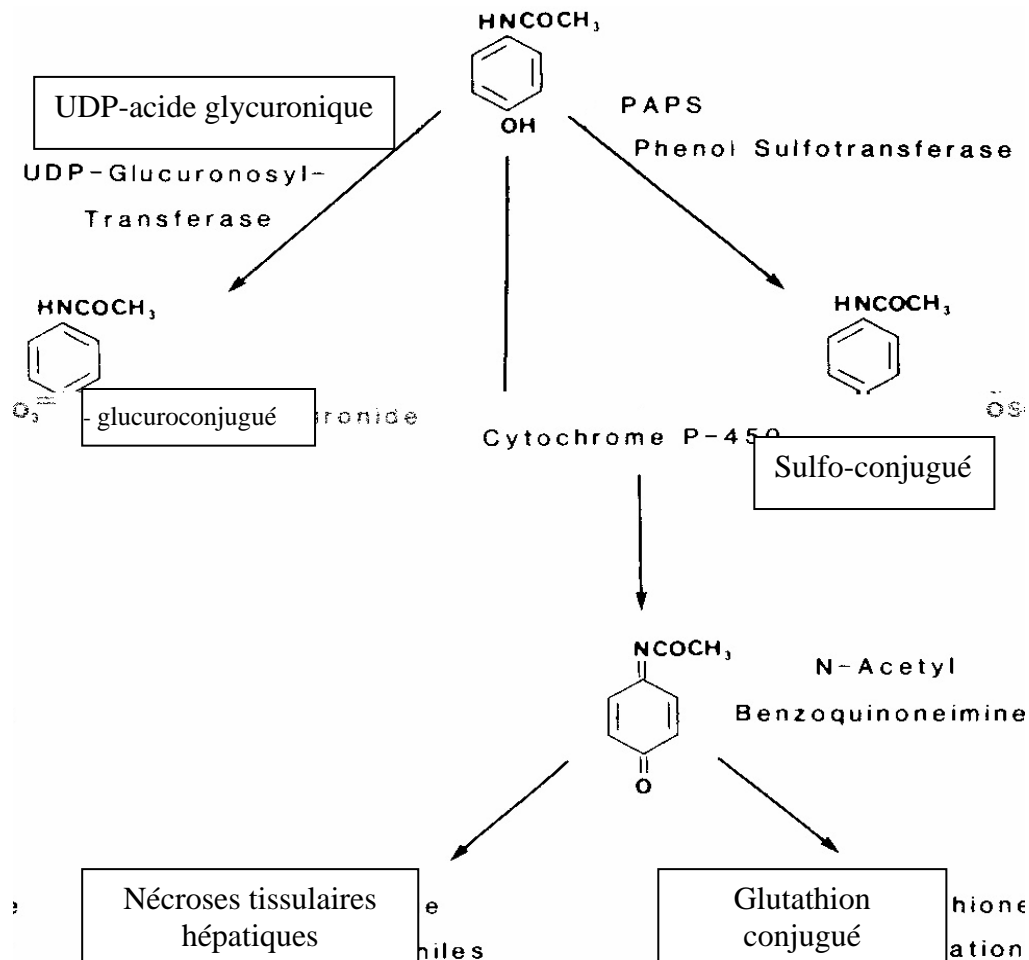 HNCOCH3
OH
UDP-acide glycuronique
UDP-Glucuronosyl-
Transferase
PAPS
Phenol Sulfotransferase
HNCOCH3
- glucuroconjugué
HNCOCH3
Cytochrome P-450
Sulfo-conjugué
NCOCH3
O
N-Acetyl
Benzoquinoneimine
Nécroses tissulaires
hépatiques
Glutathion
conjugué